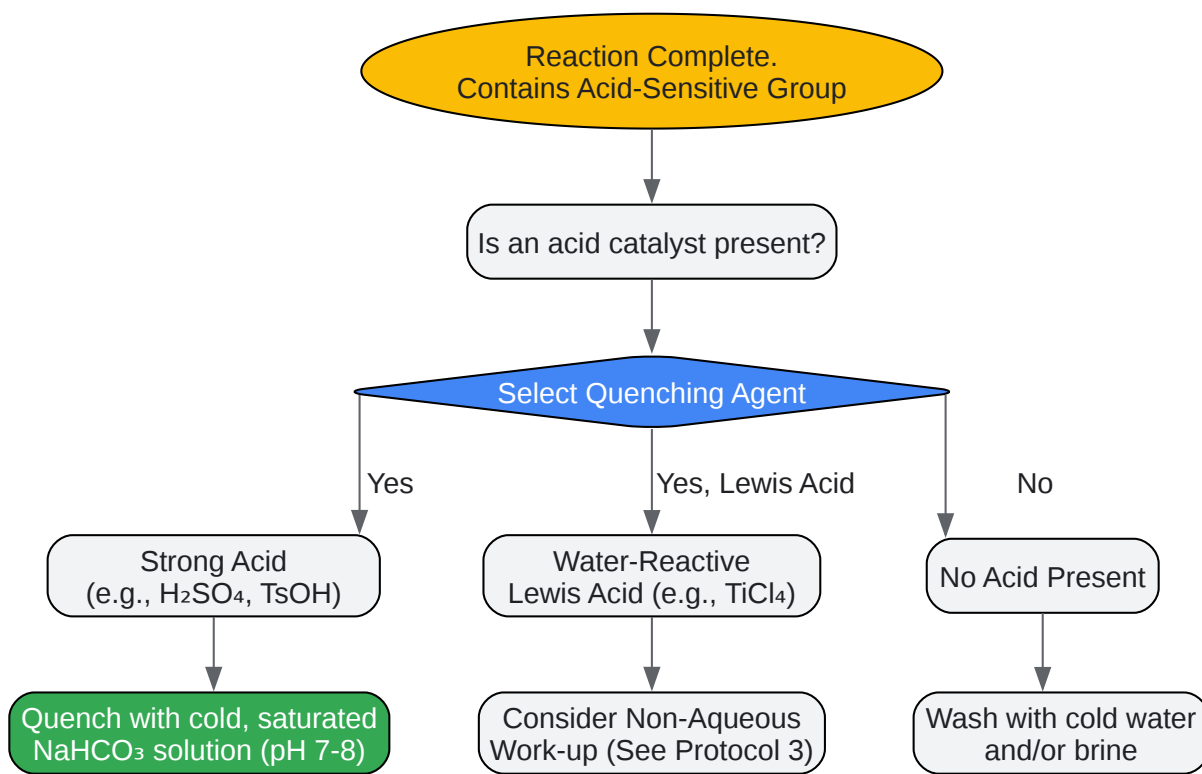 Reaction Complete.
Contains Acid-Sensitive Group
Is an acid catalyst present?
Select Quenching Agent
Yes
Yes, Lewis Acid
No
Strong Acid
(e.g., H₂SO₄, TsOH)
Water-Reactive
Lewis Acid (e.g., TiCl₄)
No Acid Present
Quench with cold, saturated
NaHCO₃ solution (pH 7-8)
Consider Non-Aqueous
Work-up (See Protocol 3)
Wash with cold water
and/or brine